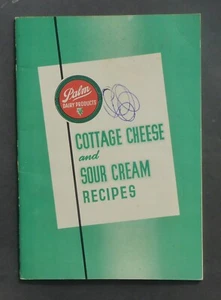 Palm
DAIRY PRODUCTS
COTTAGE CHEESE
and
SOUR CREAM
RECIPES